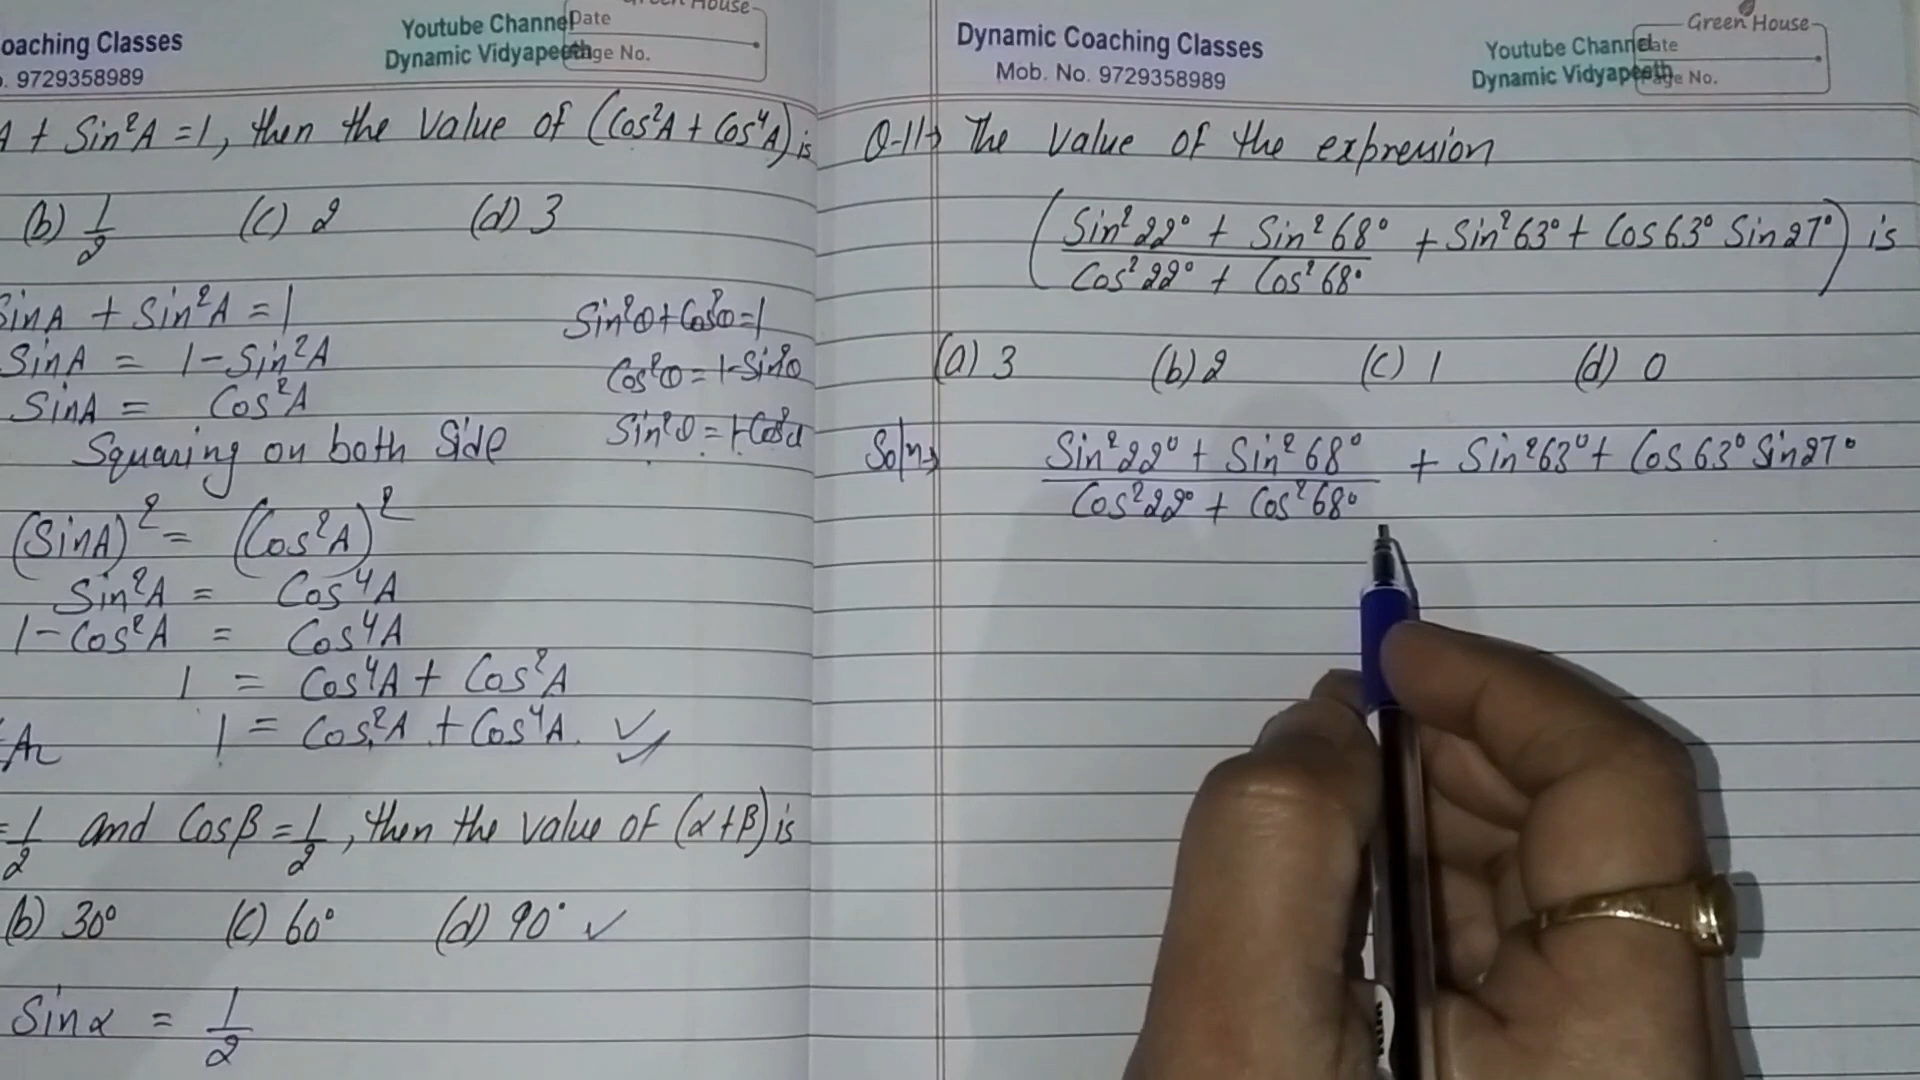 oaching Classes
. 9729358989
Youtube Channel
Dynamic Vidyapeeth
House
Date
Page No.
A + Sin²A = 1, then the value of (Cos²A + Cos⁴A) is
(b) 1/2 (c) 2 (d) 3
SinA + Sin²A = 1
SinA = 1 - Sin²A
SinA = Cos²A
Squaring on both Side
(SinA)² = (Cos²A)²
Sin²A = Cos⁴A
1 - Cos²A = Cos⁴A
1 = Cos⁴A + Cos²A
1 = Cos²A + Cos⁴A. ✓
Sin²θ + Cos²θ = 1
Cos²θ = 1 - Sin²θ
= 1/2 and Cosβ = 1/2, then the value of (α+β) is
(b) 30° (c) 60° (d) 90° ✓
Sinα = 1/2
Dynamic Coaching Classes
Mob. No. 9729358989
Youtube Channel
Dynamic Vidyapeeth
Green House
Date
Page No.
Q-11→ The value of the expression
(Sin²22° + Sin²68° / Cos²22° + Cos²68° + Sin²63° + Cos63° Sin27°) is
(a) 3 (b) 2 (c) 1 (d) 0
Soln→ Sin²22° + Sin²68° / Cos²22° + Cos²68° + Sin²63° + Cos63° Sin27°